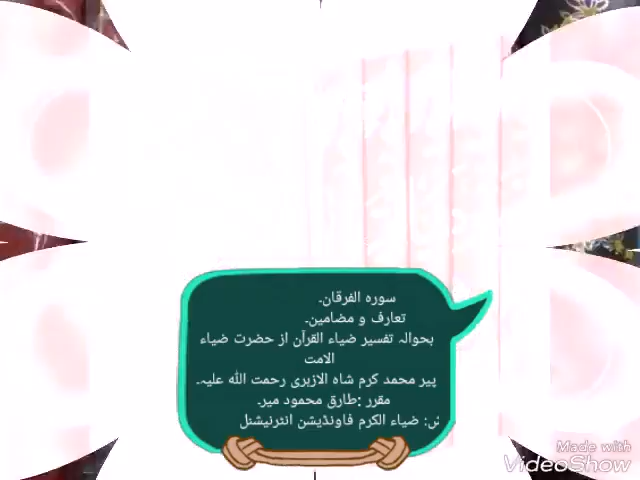 سورہ الفرقان۔
تعارف و مضامین۔
بحوالہ تفسیر ضیاء القرآن از حضرت ضیاء
الامت
پیر محمد کرم شاہ الازہری رحمت اللہ علیہ۔
مقرر :طارق محمود میر۔
ش: ضیاء الکرم فاونڈیشن انٹرنیشنل
Made with
VideoShow